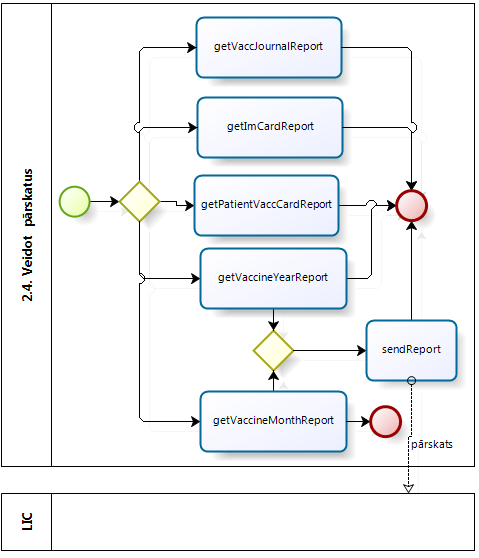 2.4. Veidot pārskatus
getVaccJournalReport
getImCardReport
getPatientVaccCardReport
getVaccineYearReport
sendReport
getVaccineMonthReport
pārskats
LIC